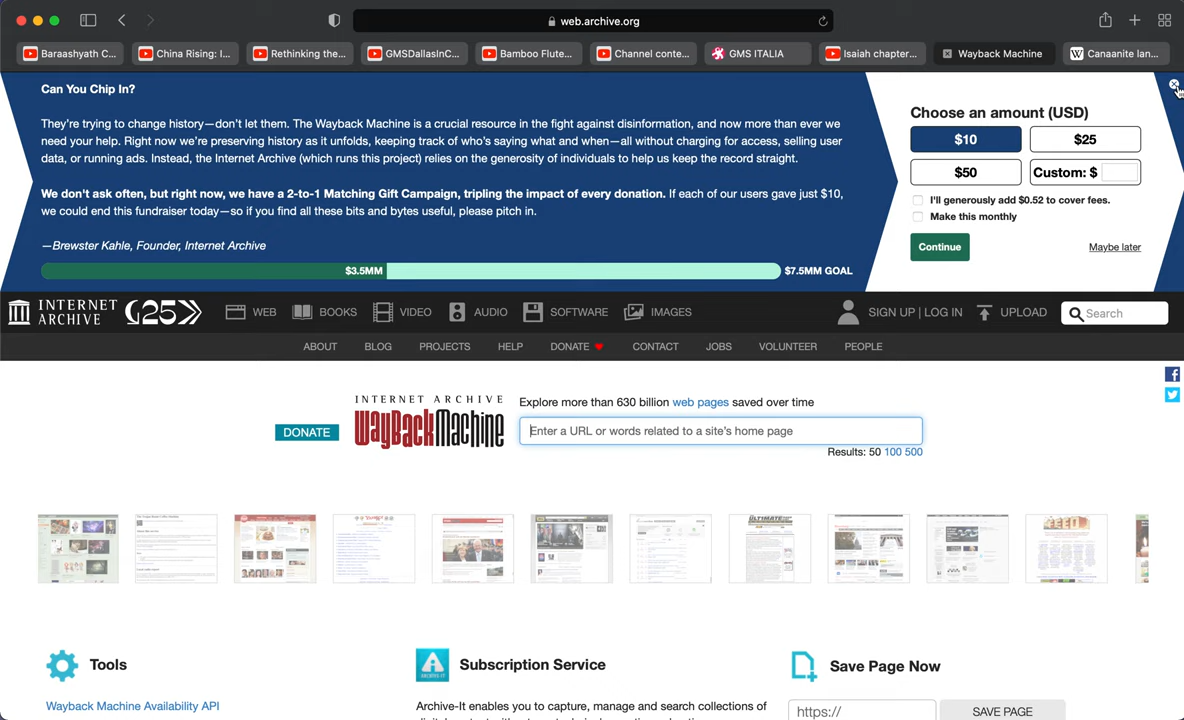 web.archive.org
Baraashyath C...
China Rising: I...
Rethinking the...
GMSDallasInC...
Bamboo Flute...
Channel conte...
GMS ITALIA
Isaiah chapter...
Wayback Machine
W Canaanite lan...
Can You Chip In?
They're trying to change history—don't let them. The Wayback Machine is a crucial resource in the fight against disinformation, and now more than ever we
need your help. Right now we're preserving history as it unfolds, keeping track of who's saying what and when—all without charging for access, selling user
data, or running ads. Instead, the Internet Archive (which runs this project) relies on the generosity of individuals to help us keep the record straight.
We don't ask often, but right now, we have a 2-to-1 Matching Gift Campaign, tripling the impact of every donation. If each of our users gave just $10,
we could end this fundraiser today—so if you find all these bits and bytes useful, please pitch in.
—Brewster Kahle, Founder, Internet Archive
$3.5MM
$7.5MM GOAL
Choose an amount (USD)
$10
$25
$50
Custom: $
I'll generously add $0.52 to cover fees.
Make this monthly
Continue
Maybe later
INTERNET
ARCHIVE
25
WEB
BOOKS
VIDEO
AUDIO
SOFTWARE
IMAGES
SIGN UP | LOG IN
UPLOAD
Search
ABOUT
BLOG
PROJECTS
HELP
DONATE
CONTACT
JOBS
VOLUNTEER
PEOPLE
DONATE
INTERNET ARCHIVE
WayBackMachine
Explore more than 630 billion web pages saved over time
Enter a URL or words related to a site's home page
Results: 50 100 500
Tools
Wayback Machine Availability API
ARCHIVE-IT
Subscription Service
Archive-It enables you to capture, manage and search collections of
Save Page Now
https://
SAVE PAGE